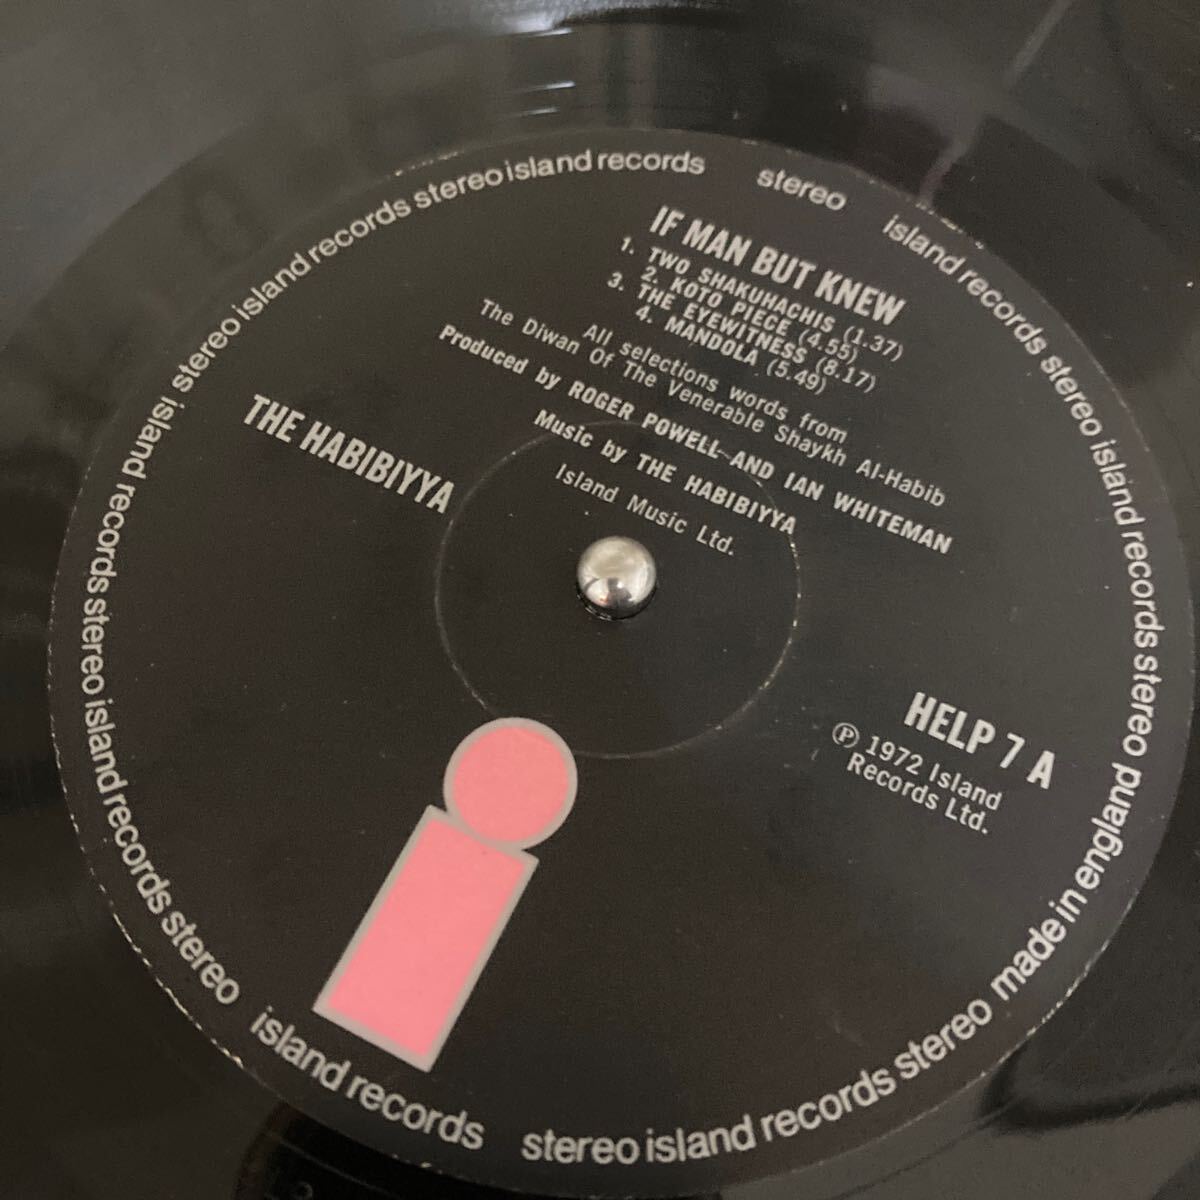 IF MAN BUT KNEW
1. TWO SHAKUHACHIS (1.37)
2. KOTO PIECE (4.55)
3. THE EYEWITNESS (8.17)
4. MANDOLA (5.49)
All selections words from
The Diwan Of The Venerable Shaykh Al-Habib
Produced by ROGER POWELL AND IAN WHITEMAN
Music by THE HABIBIYYA
Island Music Ltd.
THE HABIBIYYA
HELP 7 A
Ⓟ 1972 Island
Records Ltd.
stereo island records stereo island records stereo made in england
island records stereo island records stereo island records stereo island records stereo island records
stereo island records stereo
island records